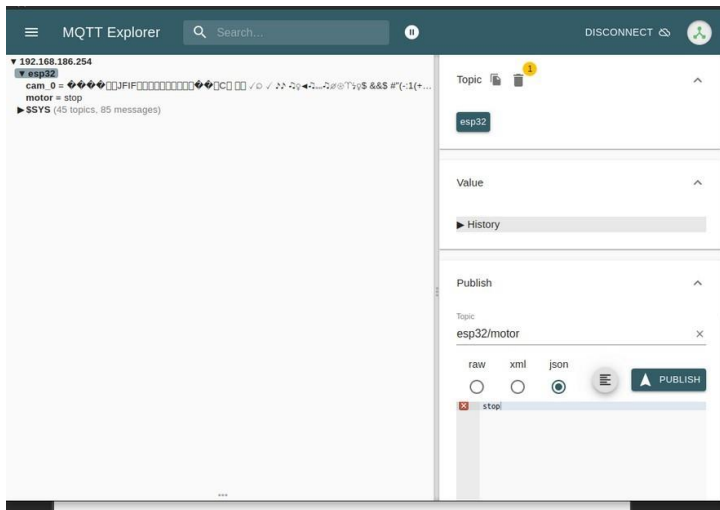 MQTT Explorer
Search...
DISCONNECT
▼ 192.168.186.254
▼ esp32
cam_0 = ����JFIF
motor = stop
▶ $SYS (45 topics, 85 messages)
Topic
1
esp32
Value
▶ History
Publish
Topic
esp32/motor
raw xml json
PUBLISH
stop